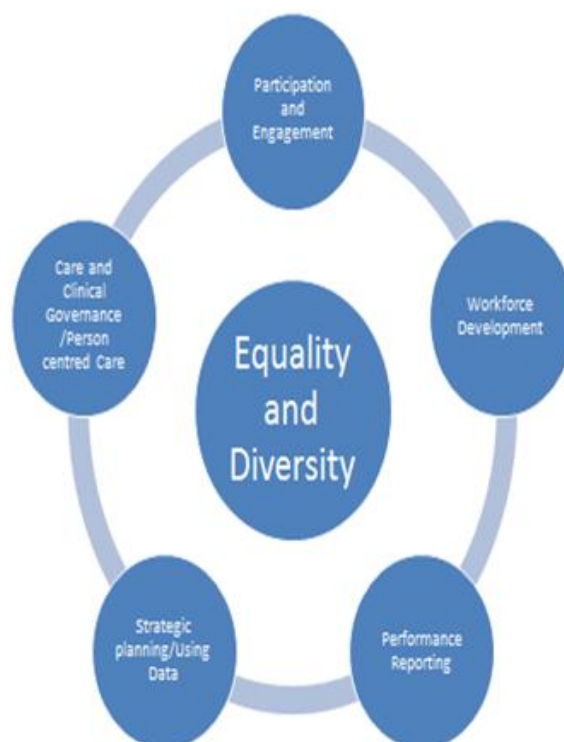 Participation
and
Engagement
Workforce
Development
Performance
Reporting
Strategic
planning/Using
Data
Care and
Clinical
Governance
/Person
centred Care
Equality
and
Diversity